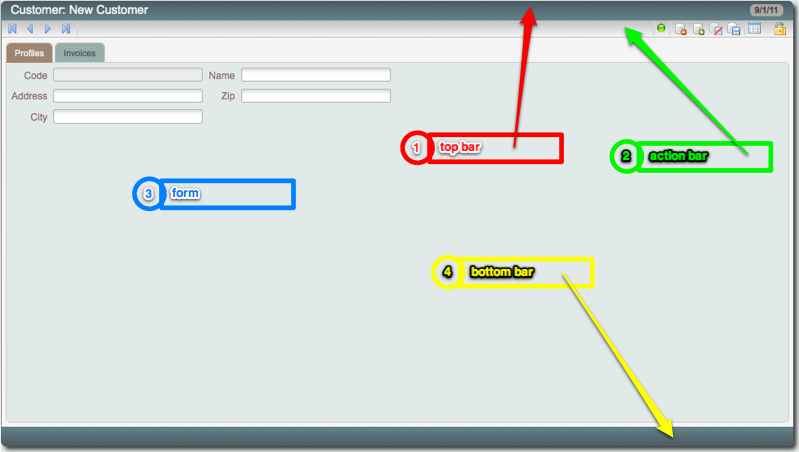 Customer: New Customer 9/1/11
Profiles Invoices
Code Name
Address Zip
City
1 top bar
2 action bar
3 form
4 bottom bar